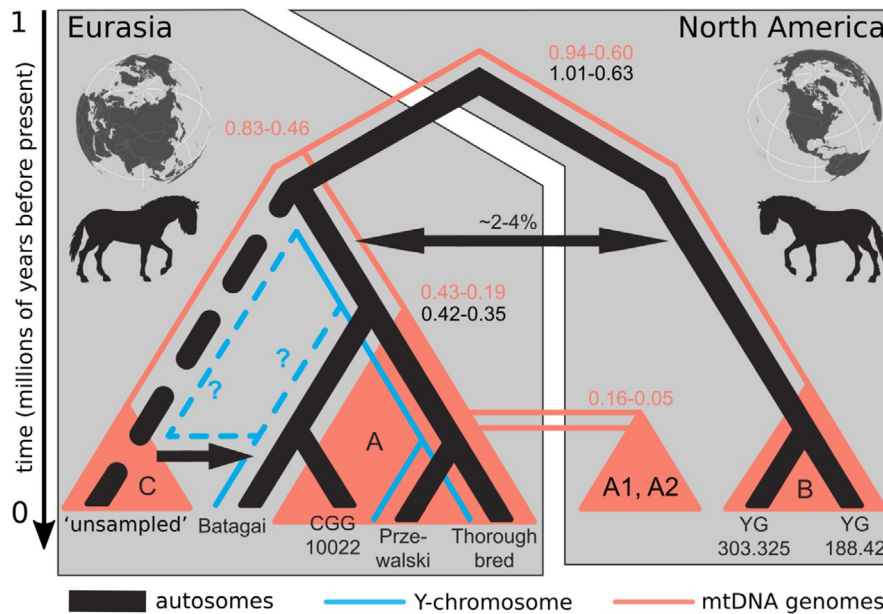 1
Eurasia
North America
0.94-0.60
1.01-0.63
0.83-0.46
~2-4%
0.43-0.19
0.42-0.35
?
?
0.16-0.05
time (millions of years before present)
C
A
A1, A2
B
0
'unsampled'
Batagai
CGG
10022
Prze-
walski
Thorough
bred
YG
303.325
YG
188.42
autosomes
Y-chromosome
mtDNA genomes